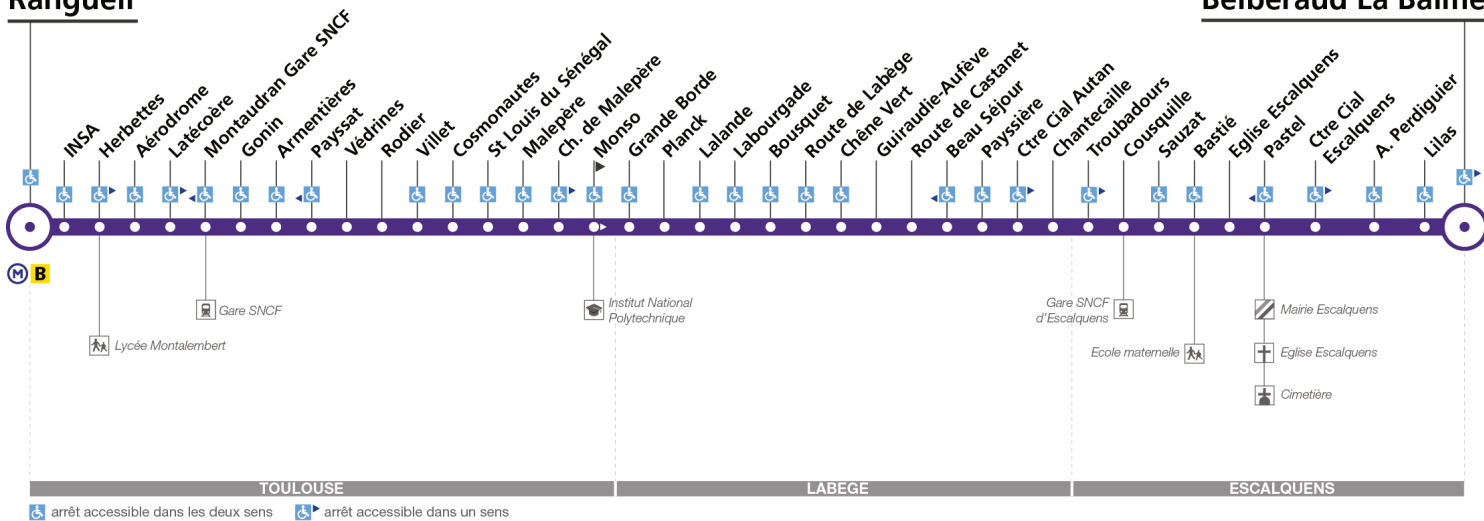 Rangueil
Belberaud La Balme
INSA
Herbettes
Aérodrome
Latécoère
Montaudran Gare SNCF
Gonin
Armentières
Payssat
Védrines
Rodier
Villet
Cosmonautes
St Louis du Sénégal
Malepère
Ch. de Malepère
Monso
Grande Borde
Planck
Lalande
Labourgade
Bousquet
Route de Labège
Chêne Vert
Guiraudie-Aufève
Route de Castanet
Beau Séjour
Payssière
Ctre Cial Autan
Chantecaille
Troubadours
Cousquille
Sauzat
Bastié
Eglise Escalquens
Pastel
Ctre Cial
Escalquens
A. Perdiguier
Lilas
M B
Gare SNCF
Lycée Montalembert
Institut National
Polytechnique
Gare SNCF
d'Escalquens
Ecole maternelle
Mairie Escalquens
Eglise Escalquens
Cimetière
TOULOUSE
LABEGE
ESCALQUENS
arrêt accessible dans les deux sens
arrêt accessible dans un sens